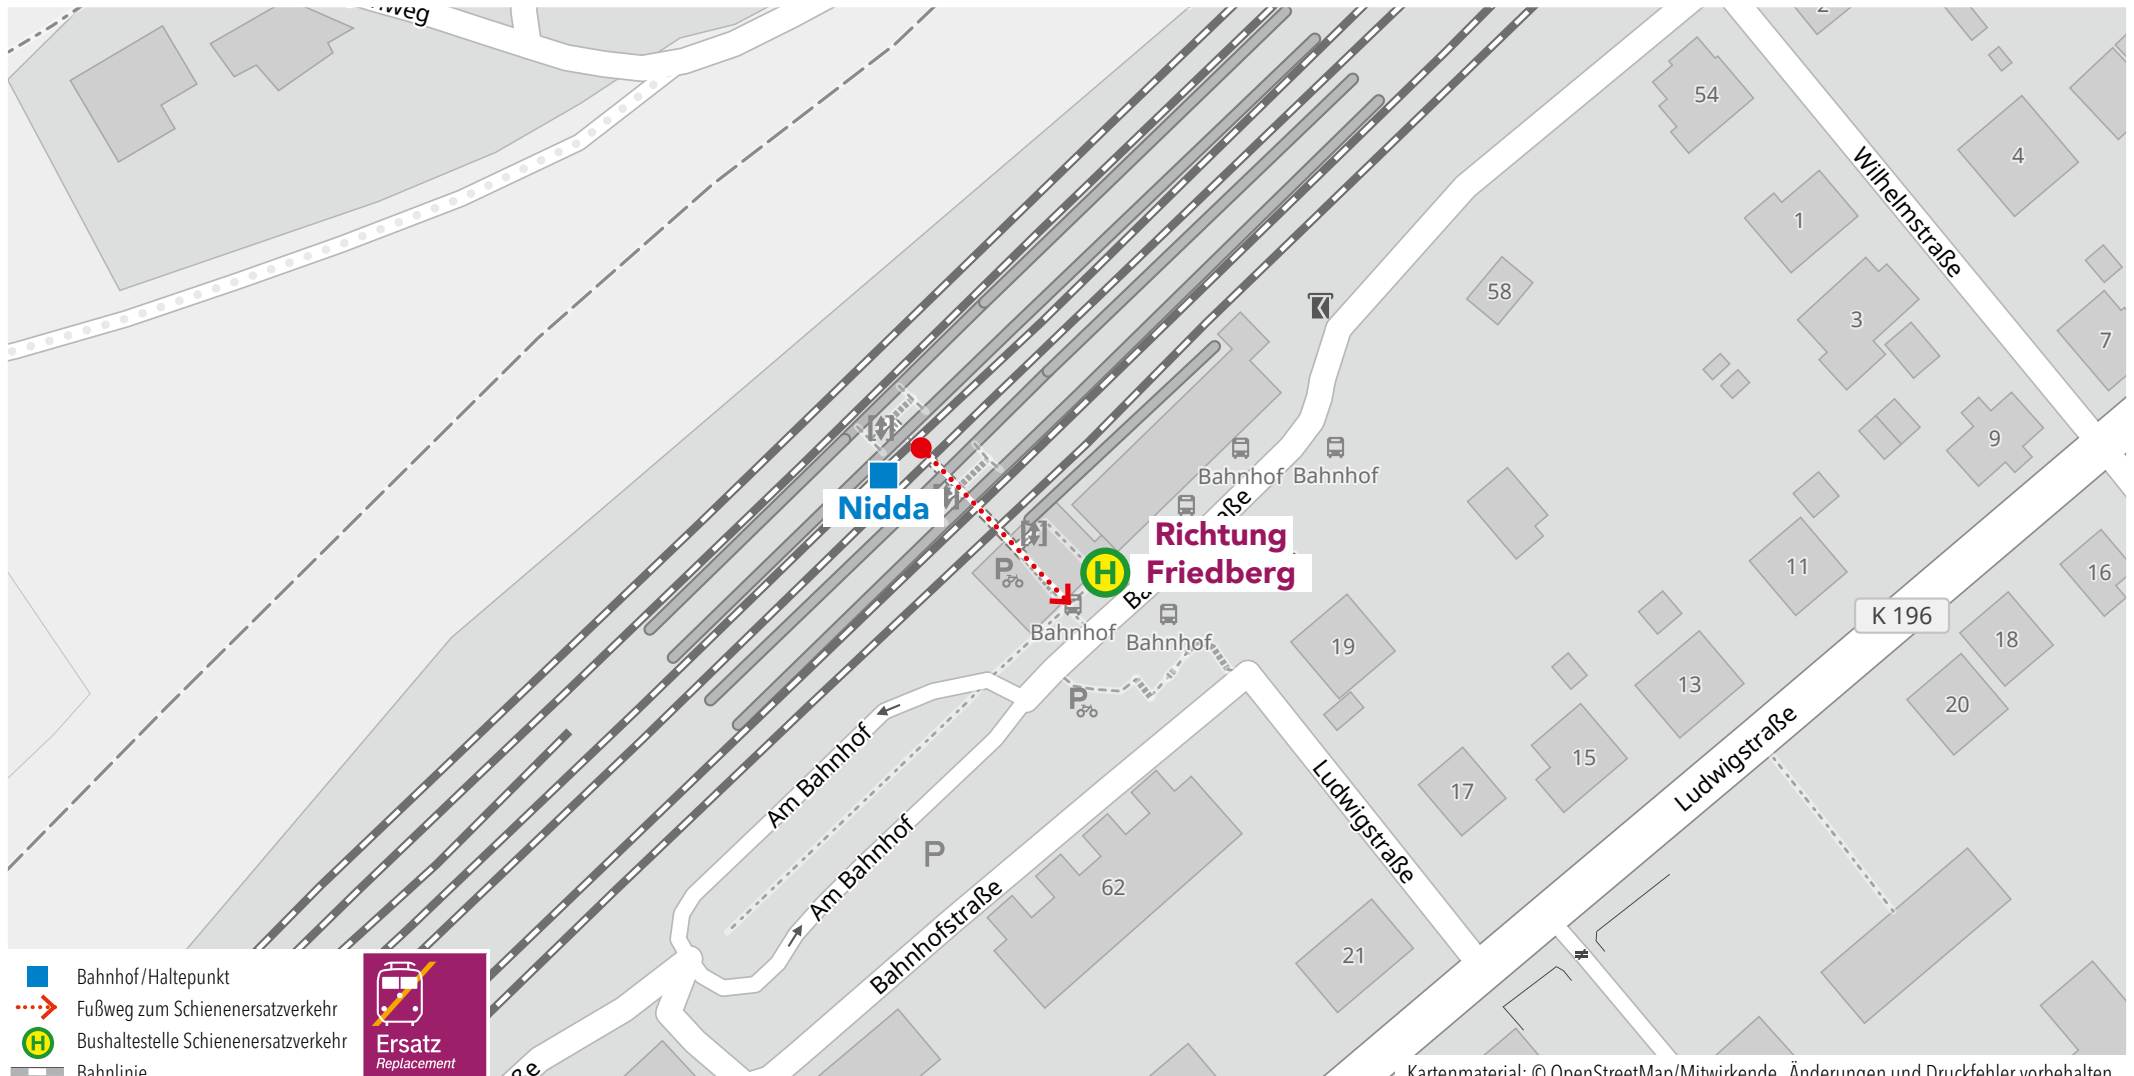 2
54
4
Wilhelmstraße
1
58
3
7
9
Bahnhof
Bahnhof
Nidda
P
Richtung
Friedberg
H
Bahnhof
Bahnhof
11
16
K 196
18
19
13
20
P
Am Bahnhof
15
17
Ludwigstraße
Ludwigstraße
Am Bahnhof
P
62
Bahnhofstraße
21
Bahnhof/Haltepunkt
Fußweg zum Schienenersatzverkehr
H Bushaltestelle Schienenersatzverkehr
Bahnlinie
Ersatz
Replacement
Kartenmaterial: © OpenStreetMap/Mitwirkende, Änderungen und Druckfehler vorbehalten